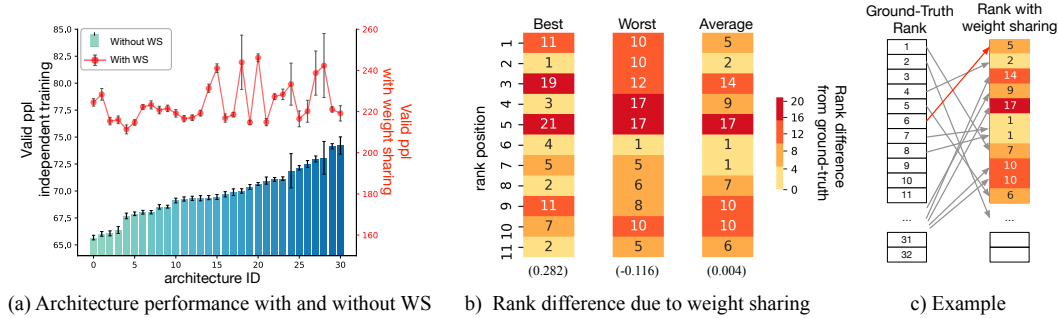 Without WS
With WS
Valid ppl
independent training
85,0
82,5
80,0
77,5
75,0
72,5
70,0
67,5
65,0
0
5
10
15
20
25
30
architecture ID
260
240
220
200
180
160
Valid ppl
with weight sharing
(a) Architecture performance with and without WS
Best
Worst
Average
rank position
1 11 10 5
2 1 10 2
3 19 12 14
4 3 17 9
5 21 17 17
6 4 1 1
7 5 5 1
8 2 6 7
9 11 8 10
10 7 10 10
11 2 5 6
(0.282) (-0.116) (0.004)
20
16
12
8
4
0
Rank difference
from ground-truth
b) Rank difference due to weight sharing
Ground-Truth
Rank
1
2
3
4
5
6
7
8
9
10
11
...
31
32
Rank with
weight sharing
5
2
14
9
17
1
1
7
10
10
6
...
c) Example